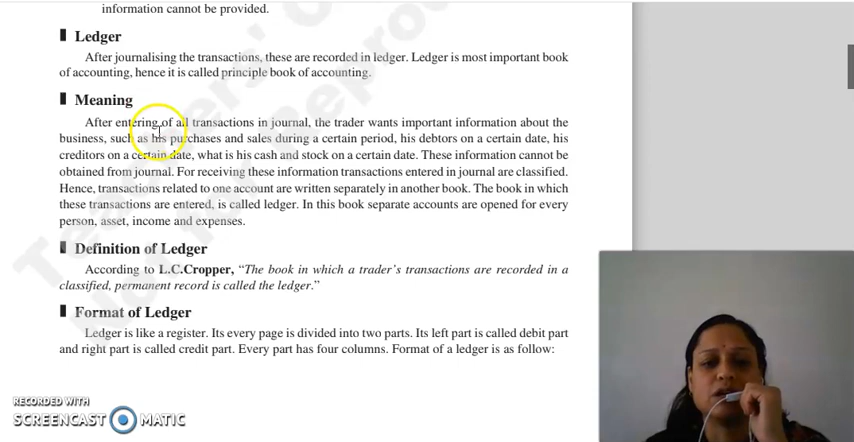 information cannot be provided.
Ledger
After journalising the transactions, these are recorded in ledger. Ledger is most important book
of accounting, hence it is called principle book of accounting.
Meaning
After entering of all transactions in journal, the trader wants important information about the
business, such as his purchases and sales during a certain period, his debtors on a certain date, his
creditors on a certain date, what is his cash and stock on a certain date. These information cannot be
obtained from journal. For receiving these information transactions entered in journal are classified.
Hence, transactions related to one account are written separately in another book. The book in which
these transactions are entered, is called ledger. In this book separate accounts are opened for every
person, asset, income and expenses.
Definition of Ledger
According to L.C.Cropper, “The book in which a trader’s transactions are recorded in a
classified, permanent record is called the ledger.”
Format of Ledger
Ledger is like a register. Its every page is divided into two parts. Its left part is called debit part
and right part is called credit part. Every part has four columns. Format of a ledger is as follow:
RECORDED WITH
SCREENCAST MATIC